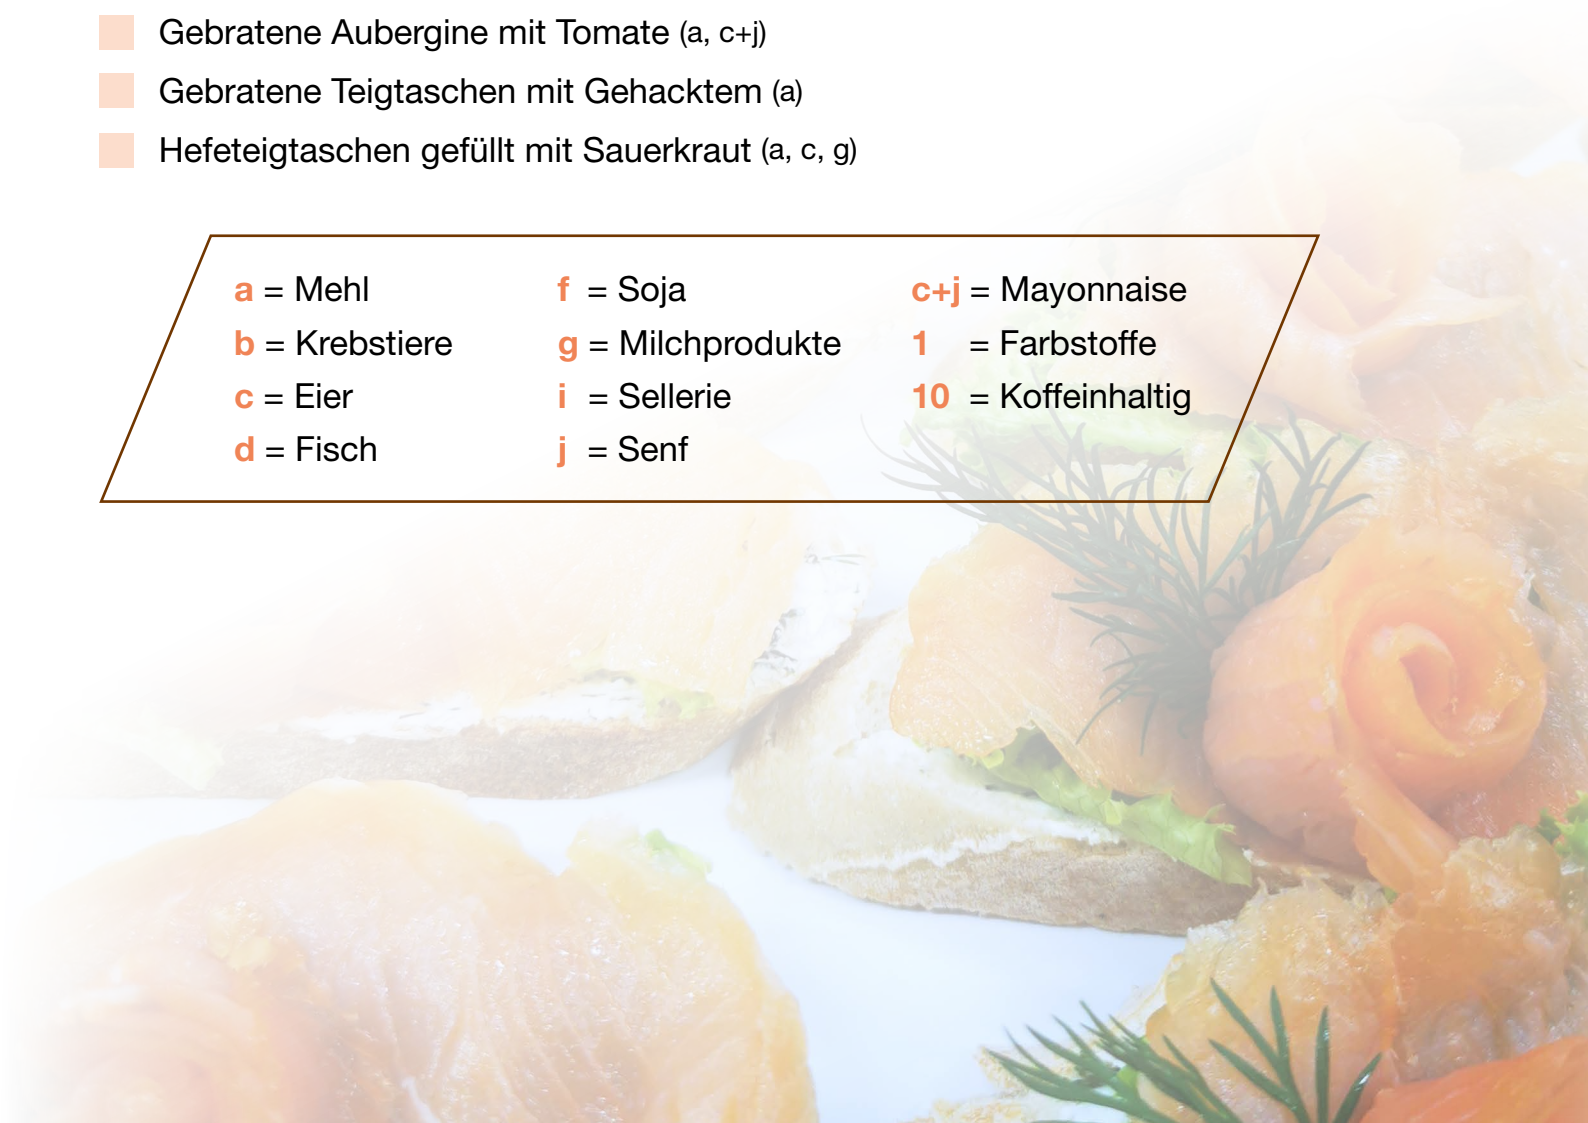 Gebratene Aubergine mit Tomate (a, c+j)
Gebratene Teigtaschen mit Gehacktem (a)
Hefeteigtaschen gefüllt mit Sauerkraut (a, c, g)
a = Mehl
b = Krebstiere
c = Eier
d = Fisch
f = Soja
g = Milchprodukte
i = Sellerie
j = Senf
c+j = Mayonnaise
1 = Farbstoffe
10 = Koffeinhaltig